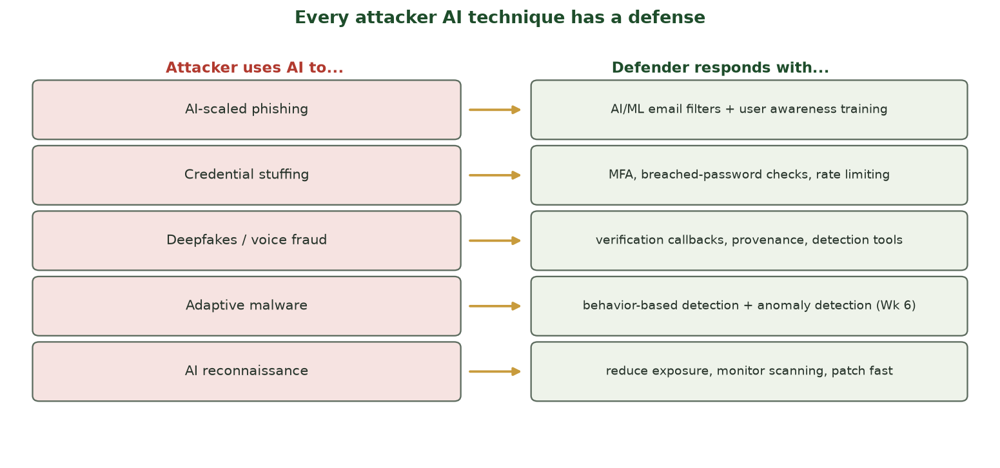 Every attacker AI technique has a defense
Attacker uses AI to...
Defender responds with...
AI-scaled phishing
AI/ML email filters + user awareness training
Credential stuffing
MFA, breached-password checks, rate limiting
Deepfakes / voice fraud
verification callbacks, provenance, detection tools
Adaptive malware
behavior-based detection + anomaly detection (Wk 6)
AI reconnaissance
reduce exposure, monitor scanning, patch fast